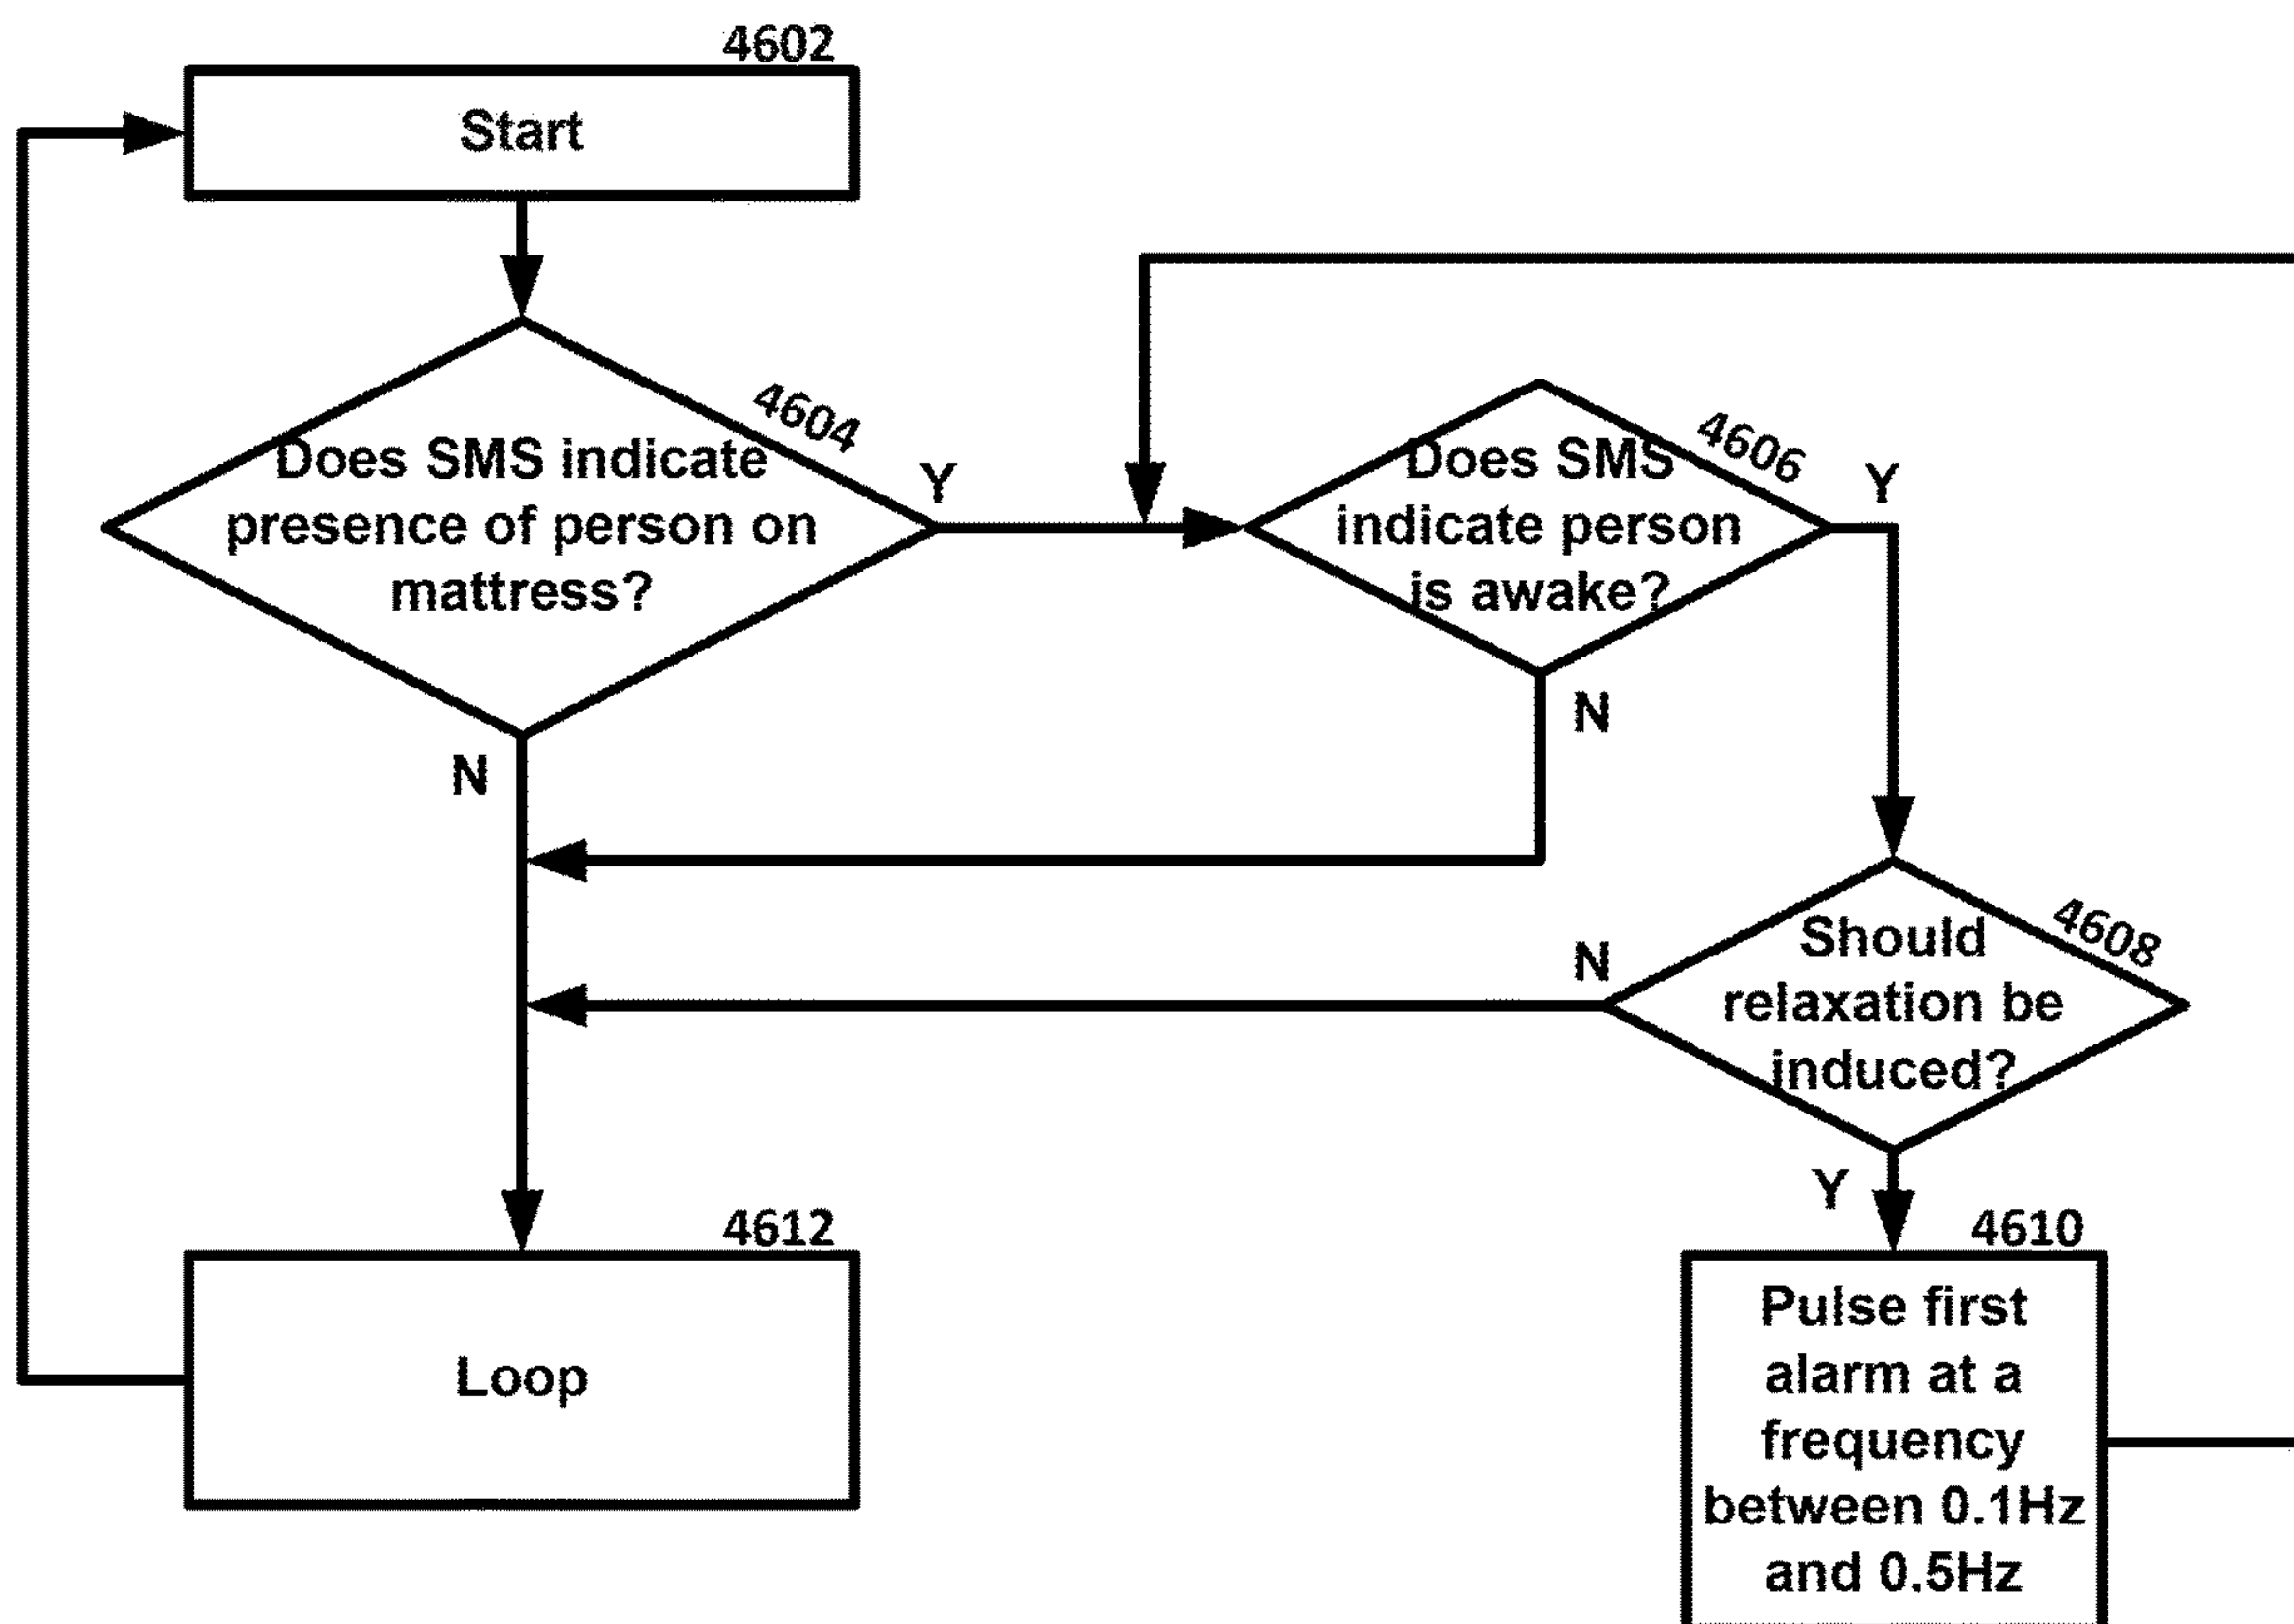 4602
Start
4604
Does SMS indicate
presence of person on
mattress?
Y
N
4606
Does SMS
indicate person
is awake?
Y
N
4608
Should
relaxation be
induced?
N
Y
4612
Loop
4610
Pulse first
alarm at a
frequency
between 0.1Hz
and 0.5Hz